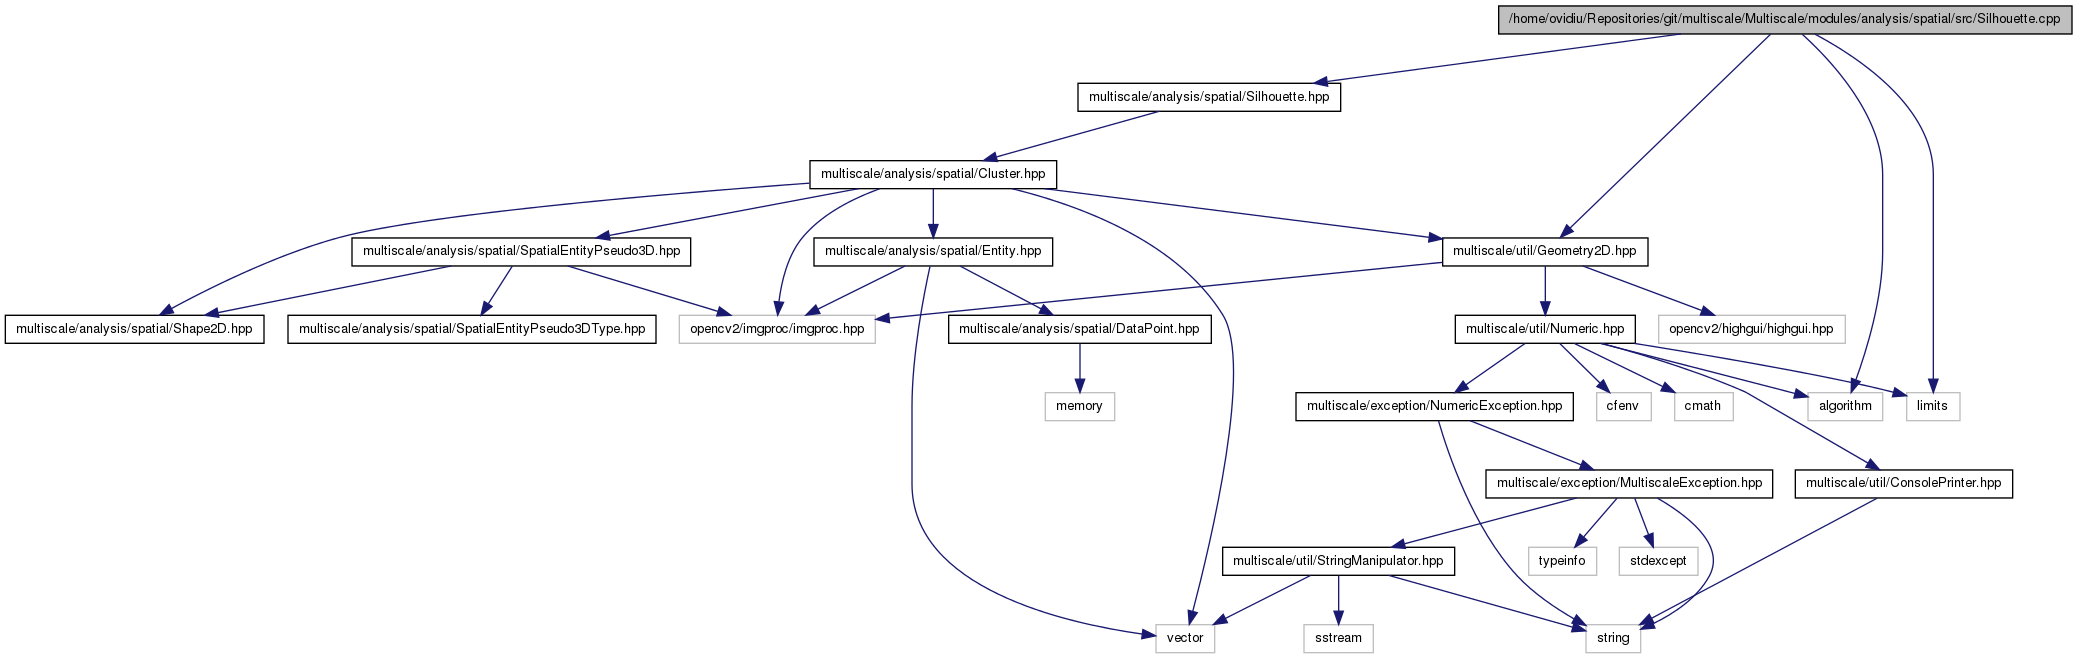 /home/ovidiu/Repositories/git/multiscale/Multiscale/modules/analysis/spatial/src/Silhouette.cpp
multiscale/analysis/spatial/Silhouette.hpp
multiscale/analysis/spatial/Cluster.hpp
multiscale/analysis/spatial/SpatialEntityPseudo3D.hpp
multiscale/analysis/spatial/Entity.hpp
multiscale/util/Geometry2D.hpp
multiscale/analysis/spatial/Shape2D.hpp
multiscale/analysis/spatial/SpatialEntityPseudo3DType.hpp
opencv2/imgproc/imgproc.hpp
multiscale/analysis/spatial/DataPoint.hpp
multiscale/util/Numeric.hpp
opencv2/highgui/highgui.hpp
memory
multiscale/exception/NumericException.hpp
cfenv
cmath
algorithm
limits
multiscale/exception/MultiscaleException.hpp
multiscale/util/ConsolePrinter.hpp
multiscale/util/StringManipulator.hpp
typeinfo
stdexcept
vector
sstream
string